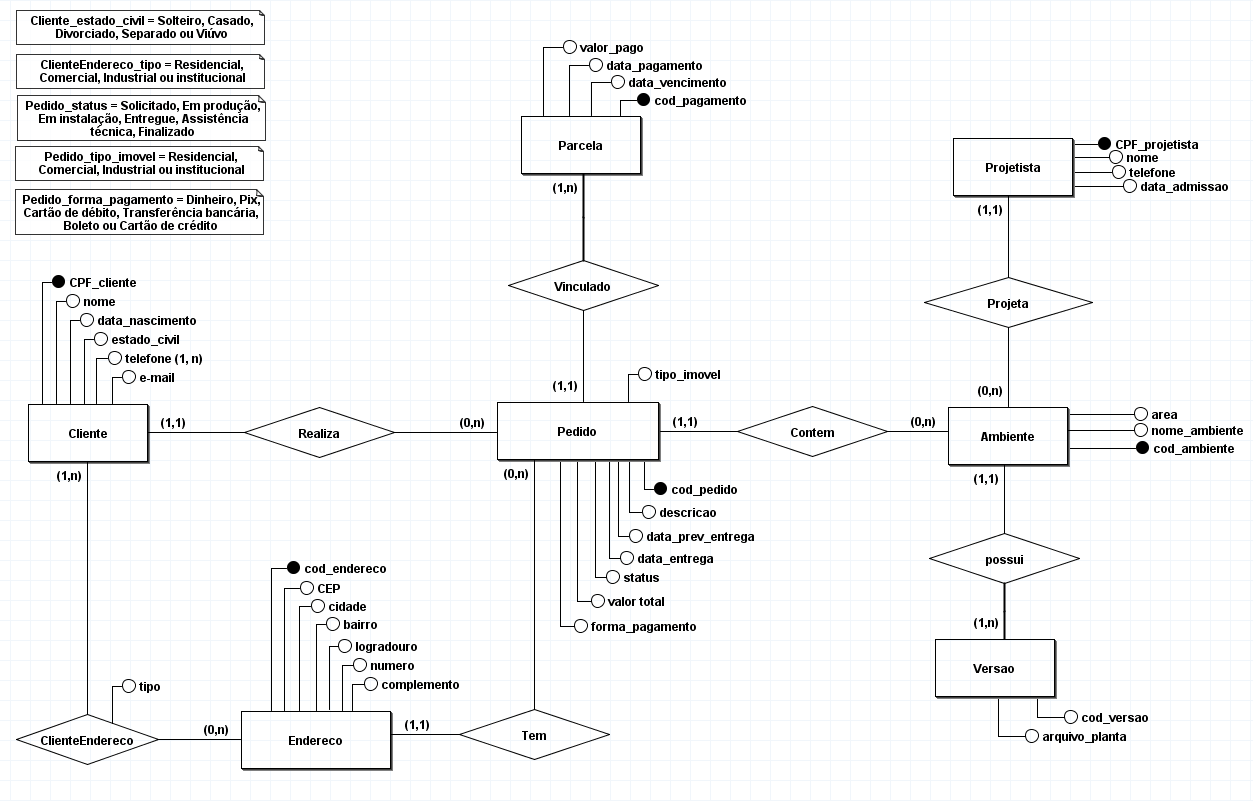 Cliente_estado_civil = Solteiro, Casado,
Divorciado, Separado ou Viúvo
ClienteEndereco_tipo = Residencial,
Comercial, Industrial ou institucional
Pedido_status = Solicitado, Em produção,
Em instalação, Entregue, Assistência
técnica, Finalizado
Pedido_tipo_imovel = Residencial,
Comercial, Industrial ou institucional
Pedido_forma_pagamento = Dinheiro, Pix,
Cartão de débito, Transferência bancária,
Boleto ou Cartão de crédito
valor_pago
data_pagamento
data_vencimento
cod_pagamento
Parcela
(1,n)
Vinculado
(1,1)
CPF_projetista
nome
telefone
data_admissao
Projetista
(1,1)
Projeta
(0,n)
CPF_cliente
nome
data_nascimento
estado_civil
telefone (1, n)
e-mail
Cliente
(1,1)
Realiza
(0,n)
tipo_imovel
Pedido
(1,1)
Contem
(0,n)
Ambiente
area
nome_ambiente
cod_ambiente
(1,n)
(0,n)
(1,1)
cod_pedido
descricao
data_prev_entrega
data_entrega
status
valor total
forma_pagamento
possui
(1,n)
Versao
cod_versao
arquivo_planta
cod_endereco
CEP
cidade
bairro
logradouro
numero
complemento
tipo
ClienteEndereco
(0,n)
Endereco
(1,1)
Tem